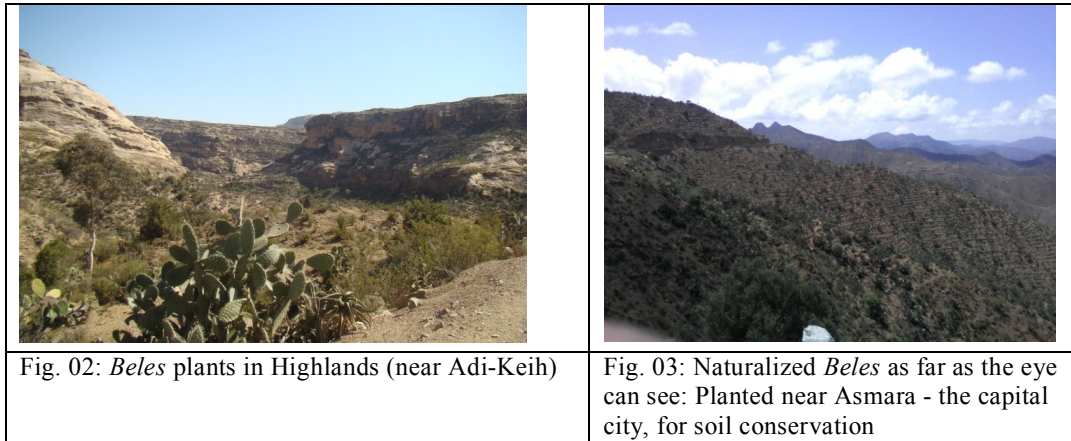 Fig. 02: Beles plants in Highlands (near Adi-Keih)
Fig. 03: Naturalized Beles as far as the eye
can see: Planted near Asmara - the capital
city, for soil conservation